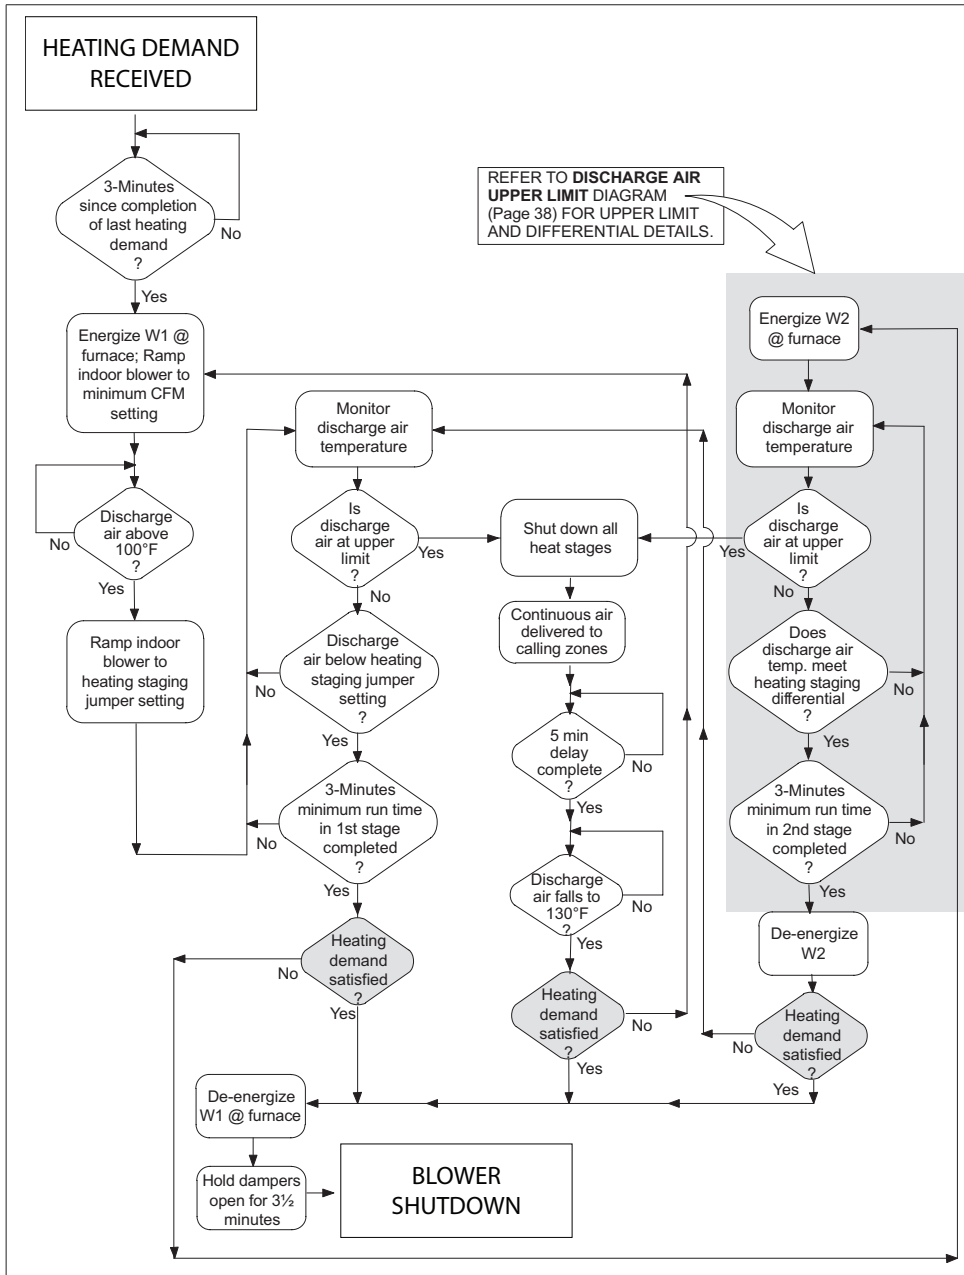 HEATING DEMAND
RECEIVED
3-Minutes
since completion
of last heating
demand
?
No
Yes
Energize W1 @
furnace; Ramp
indoor blower to
minimum CFM
setting
Discharge
air above
100°F
?
No
Yes
Ramp indoor
blower to
heating staging
jumper setting
Monitor
discharge air
temperature
Is
discharge
air at upper
limit
?
Yes
No
Discharge
air below heating
staging jumper
setting
?
No
Yes
3-Minutes
minimum run time
in 1st stage
completed
?
No
Yes
Heating
demand
satisfied
?
No
Yes
Shut down all
heat stages
Continuous air
delivered to
calling zones
5 min
delay
complete
?
No
Yes
Discharge
air falls to
130°F
?
No
Yes
Heating
demand
satisfied
?
No
Yes
REFER TO DISCHARGE AIR
UPPER LIMIT DIAGRAM
(Page 38) FOR UPPER LIMIT
AND DIFFERENTIAL DETAILS.
Energize W2
@ furnace
Monitor
discharge air
temperature
Is
discharge
air at upper
limit
?
Yes
No
Does
discharge air
temp. meet
heating staging
differential
?
No
Yes
3-Minutes
minimum run time
in 2nd stage
completed
?
No
Yes
De-energize
W2
Heating
demand
satisfied
?
No
Yes
De-energize
W1 @ furnace
Hold dampers
open for 3½
minutes
BLOWER
SHUTDOWN